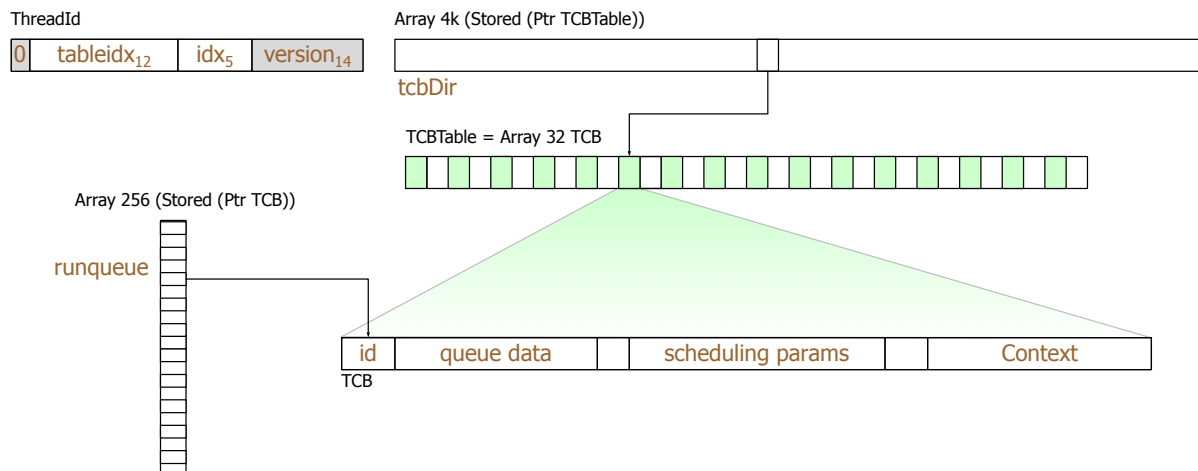 ThreadId
Array 4k (Stored (Ptr TCBTable))
0 tableidx₁₂ idx₅ version₁₄
tcbDir
TCBTable = Array 32 TCB
Array 256 (Stored (Ptr TCB))
runqueue
id queue data scheduling params Context
TCB